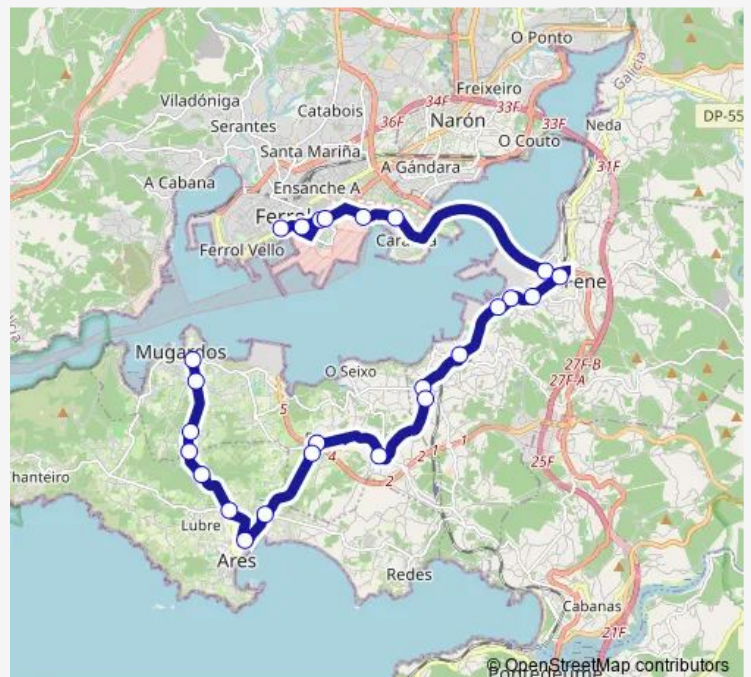 O Ponto
Galicia
Freixeiro
Viladóniga
34F
33F
Catabois
DP-55
Serantes
36F
Narón
33F
Neda
O Couto
Santa Mariña
31F
A Gándara
A Cabana
Ensanche A
Ferrol
Ferrol Vello
Fene
Mugardos
O Seixo
27F-B
27F-A
5
1
1
2
4
2
25F
hanteiro
Lubre
Ares
Redes
Cabanas
21F
© OpenStreetMap contributors